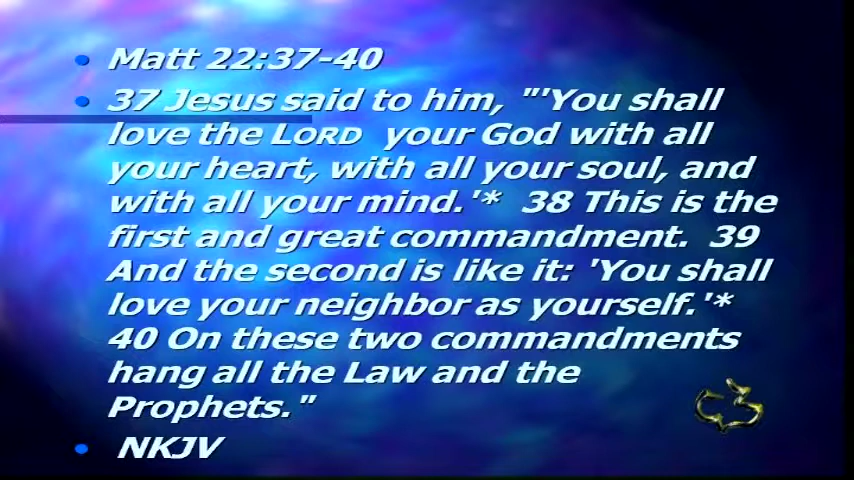 • Matt 22:37-40
• 37 Jesus said to him, "'You shall
love the LORD your God with all
your heart, with all your soul, and
with all your mind.'* 38 This is the
first and great commandment. 39
And the second is like it: 'You shall
love your neighbor as yourself.'*
40 On these two commandments
hang all the Law and the
Prophets."
• NKJV